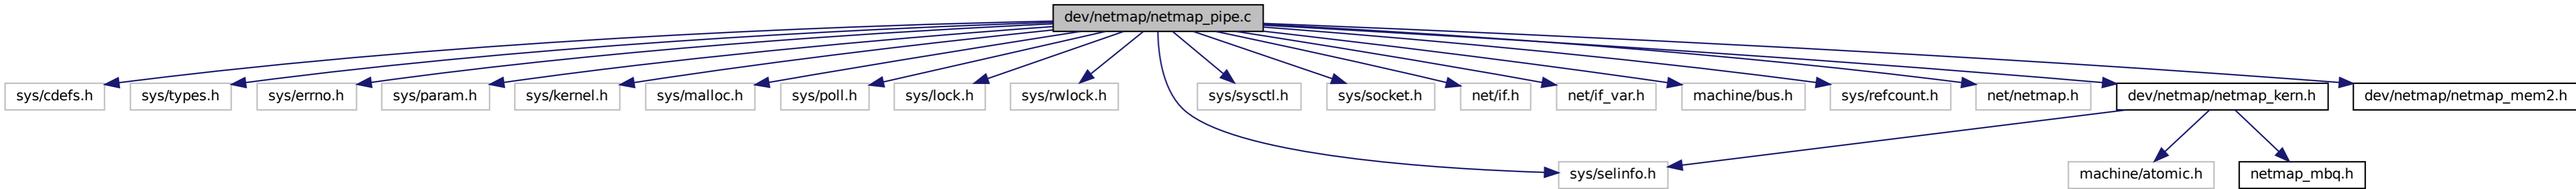 dev/netmap/netmap_pipe.c
sys/cdefs.h
sys/types.h
sys/errno.h
sys/param.h
sys/kernel.h
sys/malloc.h
sys/poll.h
sys/lock.h
sys/rwlock.h
sys/sysctl.h
sys/socket.h
net/if.h
net/if_var.h
machine/bus.h
sys/refcount.h
net/netmap.h
dev/netmap/netmap_kern.h
dev/netmap/netmap_mem2.h
sys/selinfo.h
machine/atomic.h
netmap_mbq.h